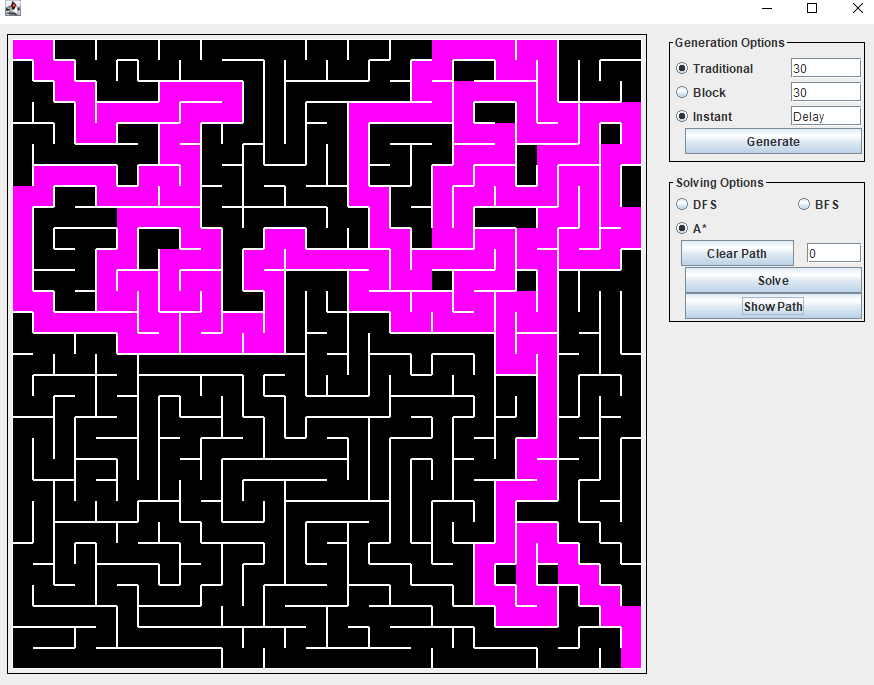 Generation Options
Traditional 30
Block 30
Instant Delay
Generate
Solving Options
DFS BFS
A*
Clear Path 0
Solve
Show Path